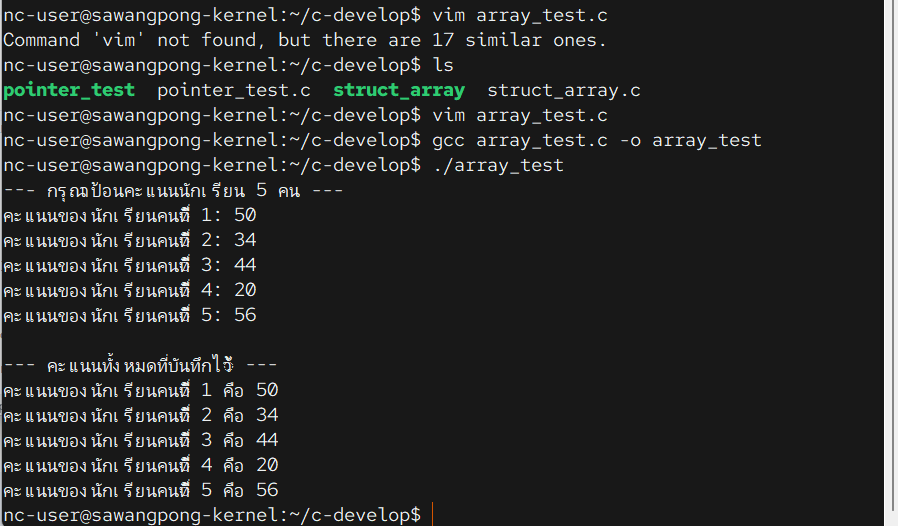 nc-user@sawangpong-kernel:~/c-develop$ vim array_test.c
Command 'vim' not found, but there are 17 similar ones.
nc-user@sawangpong-kernel:~/c-develop$ ls
pointer_test  pointer_test.c  struct_array  struct_array.c
nc-user@sawangpong-kernel:~/c-develop$ vim array_test.c
nc-user@sawangpong-kernel:~/c-develop$ gcc array_test.c -o array_test
nc-user@sawangpong-kernel:~/c-develop$ ./array_test
--- กรุณาป้อนคะแนนนักเรียน 5 คน ---
คะแนนของนักเรียนคนที่ 1: 50
คะแนนของนักเรียนคนที่ 2: 34
คะแนนของนักเรียนคนที่ 3: 44
คะแนนของนักเรียนคนที่ 4: 20
คะแนนของนักเรียนคนที่ 5: 56
--- คะแนนทั้งหมดที่บันทึกไว้ ---
คะแนนของนักเรียนคนที่ 1 คือ 50
คะแนนของนักเรียนคนที่ 2 คือ 34
คะแนนของนักเรียนคนที่ 3 คือ 44
คะแนนของนักเรียนคนที่ 4 คือ 20
คะแนนของนักเรียนคนที่ 5 คือ 56
nc-user@sawangpong-kernel:~/c-develop$